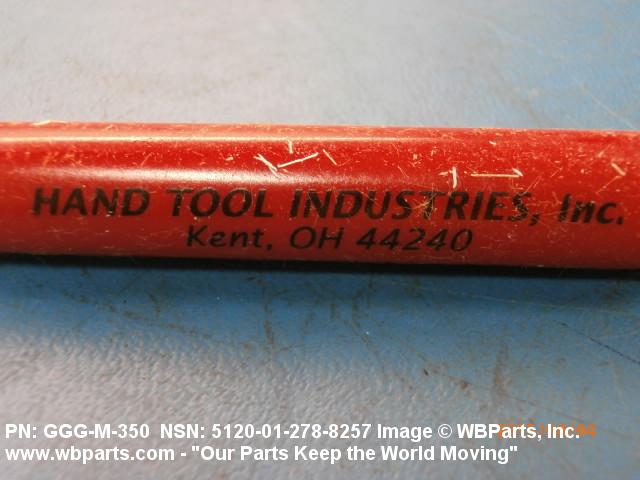 HAND TOOL INDUSTRIES, Inc.
Kent, OH 44240
PN: GGG-M-350 NSN: 5120-01-278-8257 Image © WBParts, Inc.
www.wbparts.com - "Our Parts Keep the World Moving"